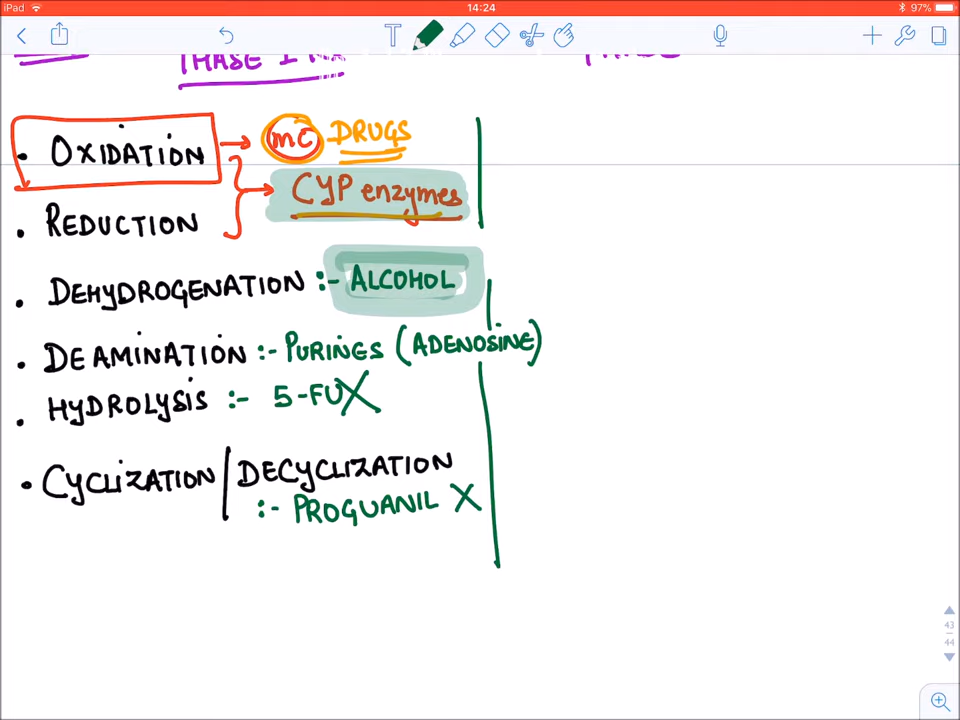 iPad 14:24 97%
T
PHASE I
PHASE
• OXIDATION → mc DRUGS
→ CYP enzymes
• REDUCTION
• DEHYDROGENATION :- ALCOHOL
• DEAMINATION :- PURINES (ADENOSINE)
• HYDROLYSIS :- 5-FU X
• CYCLIZATION / DECYCLIZATION
:- PROGUANIL X
43
44